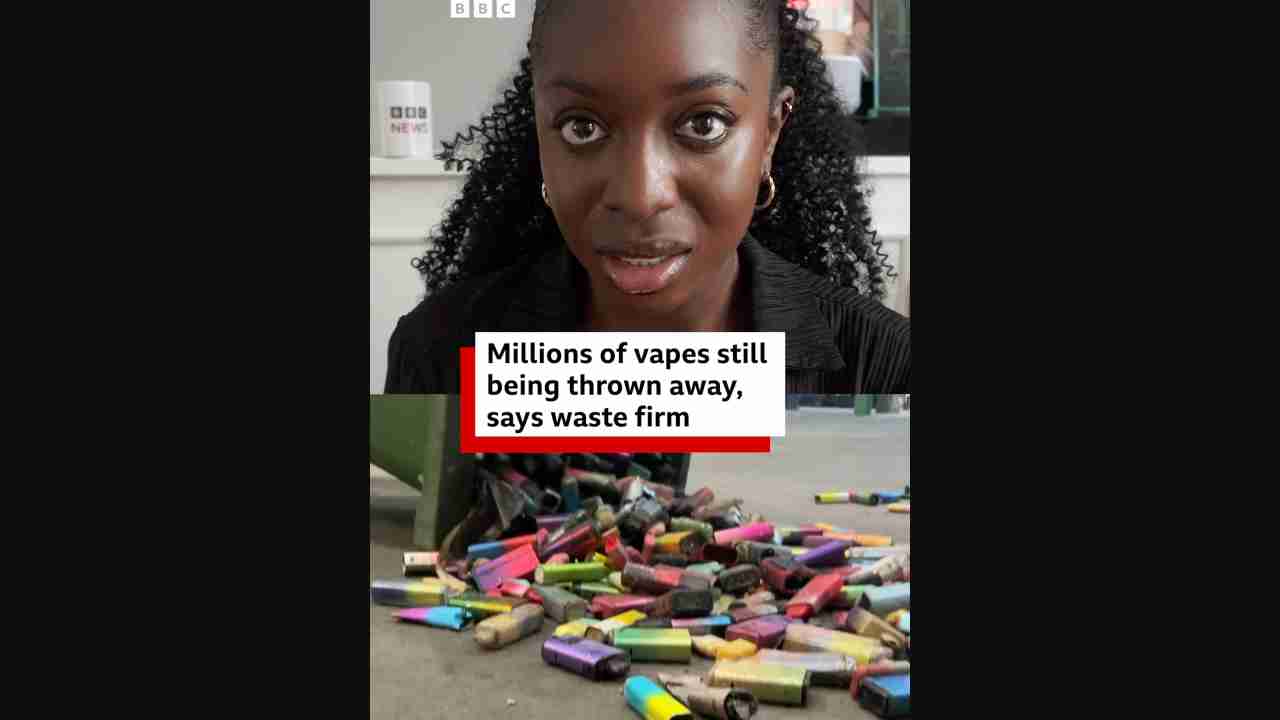 BBC
BBC
NEWS
Millions of vapes still
being thrown away,
says waste firm